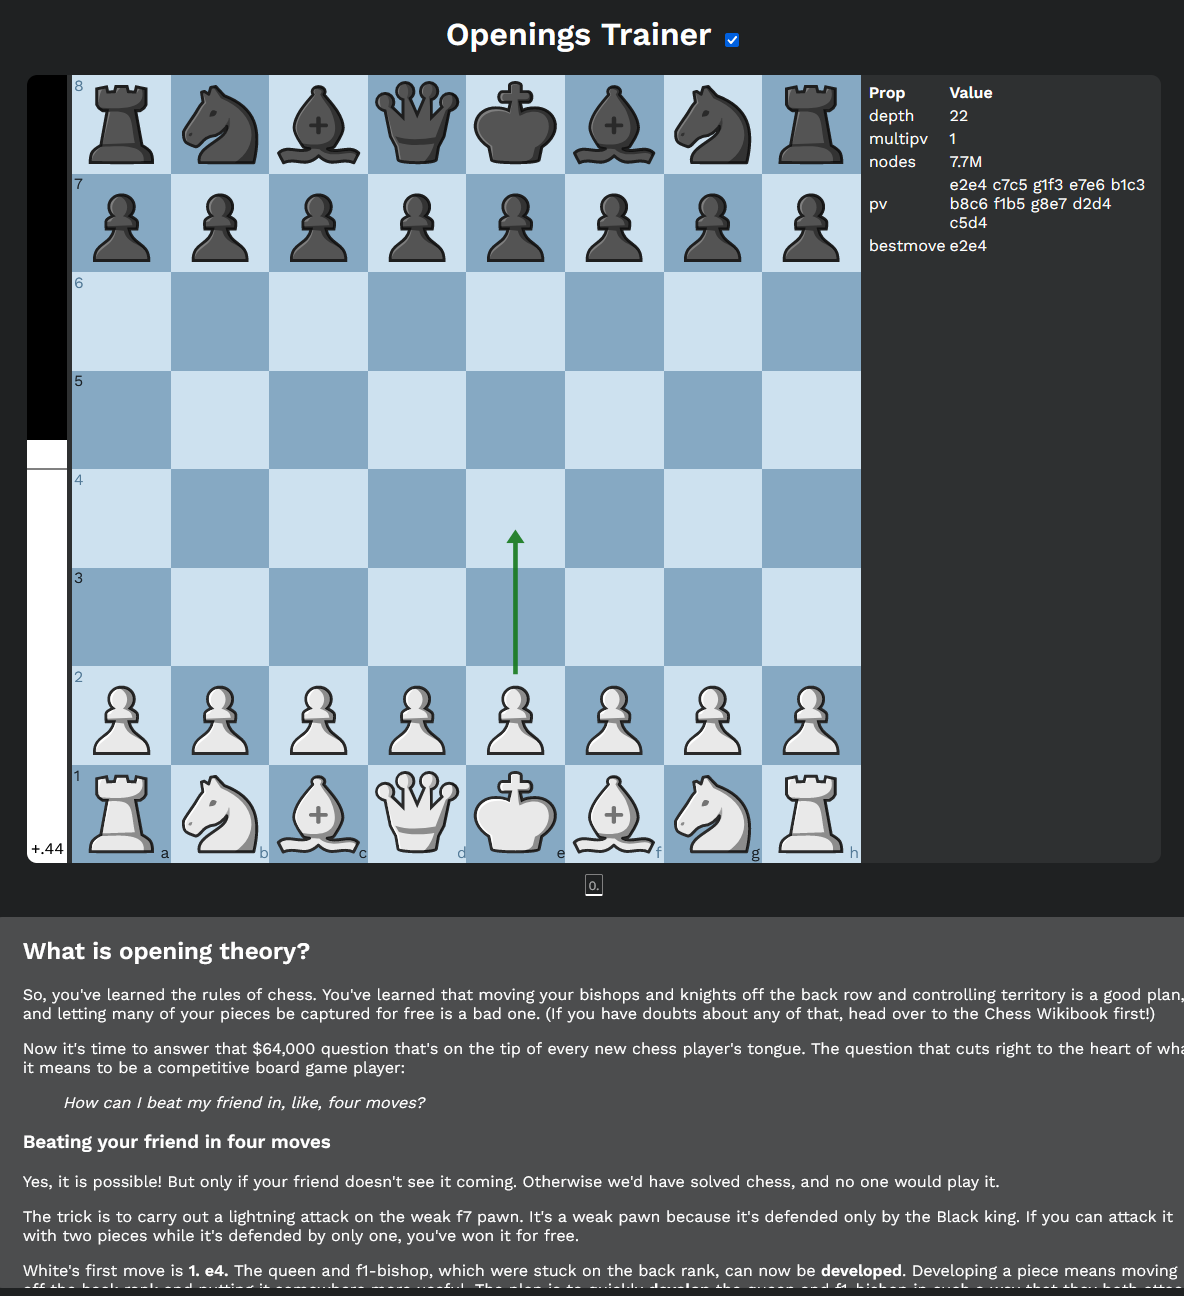 Openings Trainer
8
7
6
5
4
3
2
1
a b c d e f g h
+.44
Prop Value
depth 22
multipv 1
nodes 7.7M
pv e2e4 c7c5 g1f3 e7e6 b1c3
b8c6 f1b5 g8e7 d2d4
c5d4
bestmove e2e4
0.
What is opening theory?
So, you've learned the rules of chess. You've learned that moving your bishops and knights off the back row and controlling territory is a good plan,
and letting many of your pieces be captured for free is a bad one. (If you have doubts about any of that, head over to the Chess Wikibook first!)
Now it's time to answer that $64,000 question that's on the tip of every new chess player's tongue. The question that cuts right to the heart of wha
it means to be a competitive board game player:
How can I beat my friend in, like, four moves?
Beating your friend in four moves
Yes, it is possible! But only if your friend doesn't see it coming. Otherwise we'd have solved chess, and no one would play it.
The trick is to carry out a lightning attack on the weak f7 pawn. It's a weak pawn because it's defended only by the Black king. If you can attack it
with two pieces while it's defended by only one, you've won it for free.
White's first move is 1. e4. The queen and f1-bishop, which were stuck on the back rank, can now be developed. Developing a piece means moving